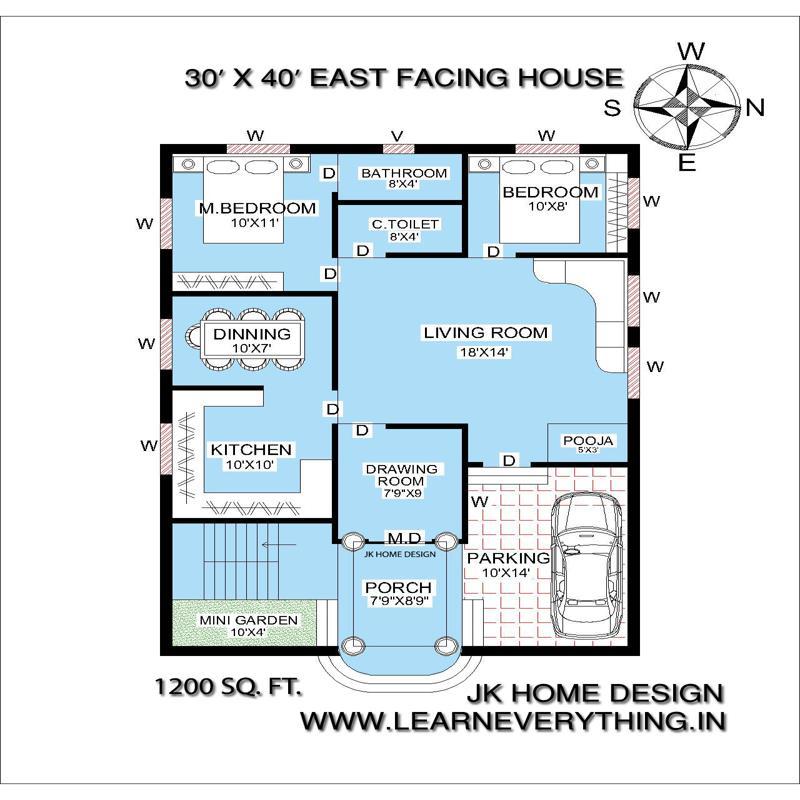 30' X 40' EAST FACING HOUSE
W
S
N
E
W
V
W
D
BATHROOM
8'X4'
BEDROOM
10'X8'
W
W
M.BEDROOM
10'X11'
C.TOILET
8'X4'
D
D
D
W
DINNING
10'X7'
W
LIVING ROOM
18'X14'
W
D
D
W
KITCHEN
10'X10'
POOJA
5'X3'
D
DRAWING
ROOM
7'9"X9
W
M.D
JK HOME DESIGN
PARKING
10'X14'
PORCH
7'9"X8'9"
MINI GARDEN
10'X4'
1200 SQ. FT.
JK HOME DESIGN
WWW.LEARNEVERYTHING.IN